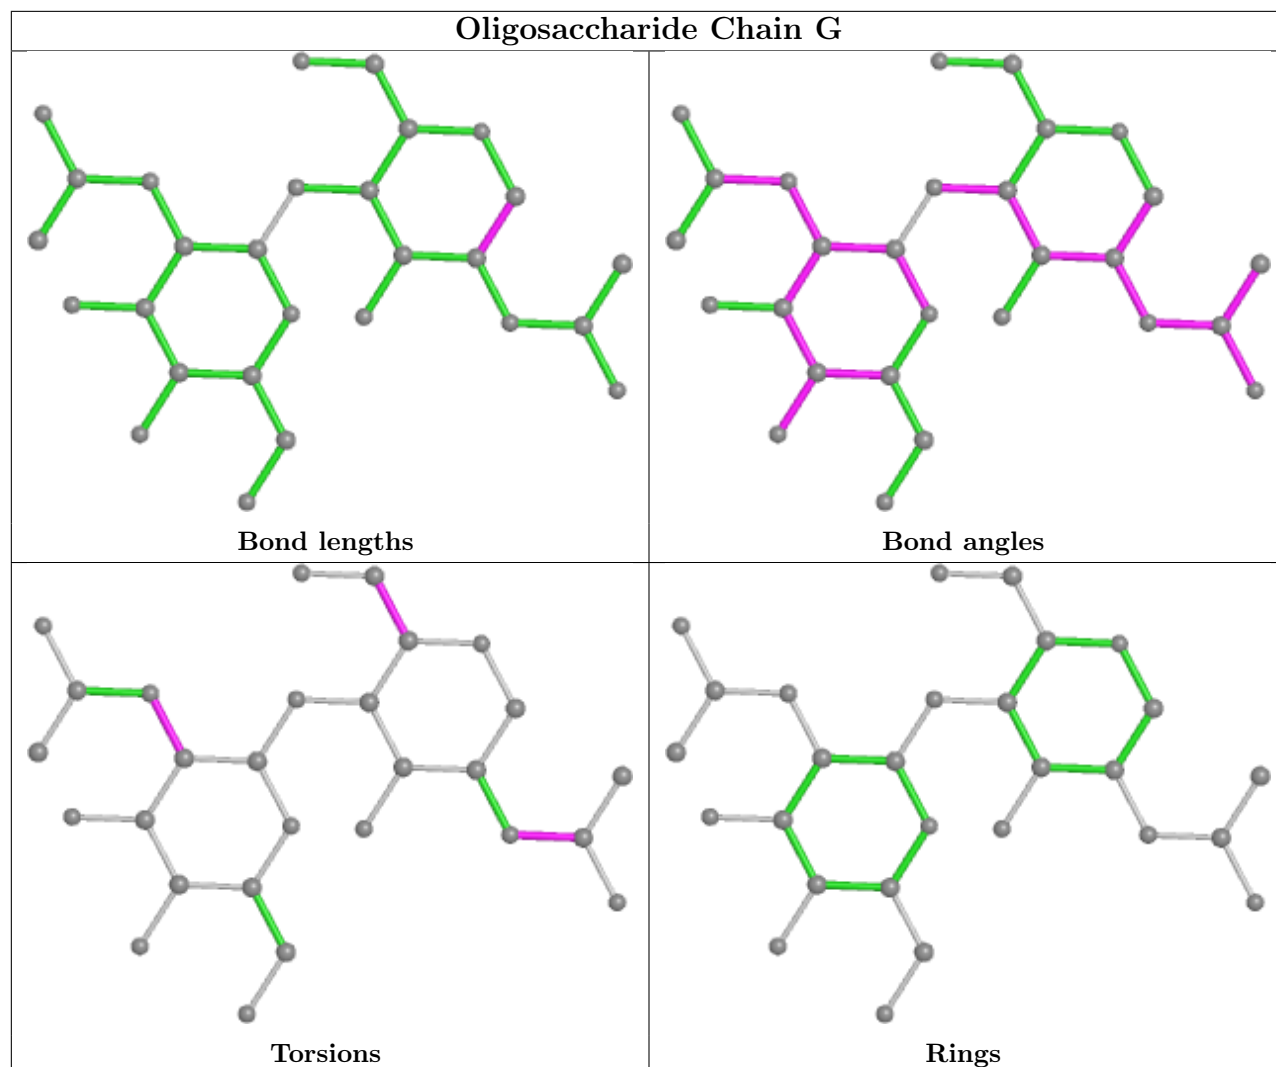 Oligosaccharide Chain G
Bond lengths
Bond angles
Torsions
Rings